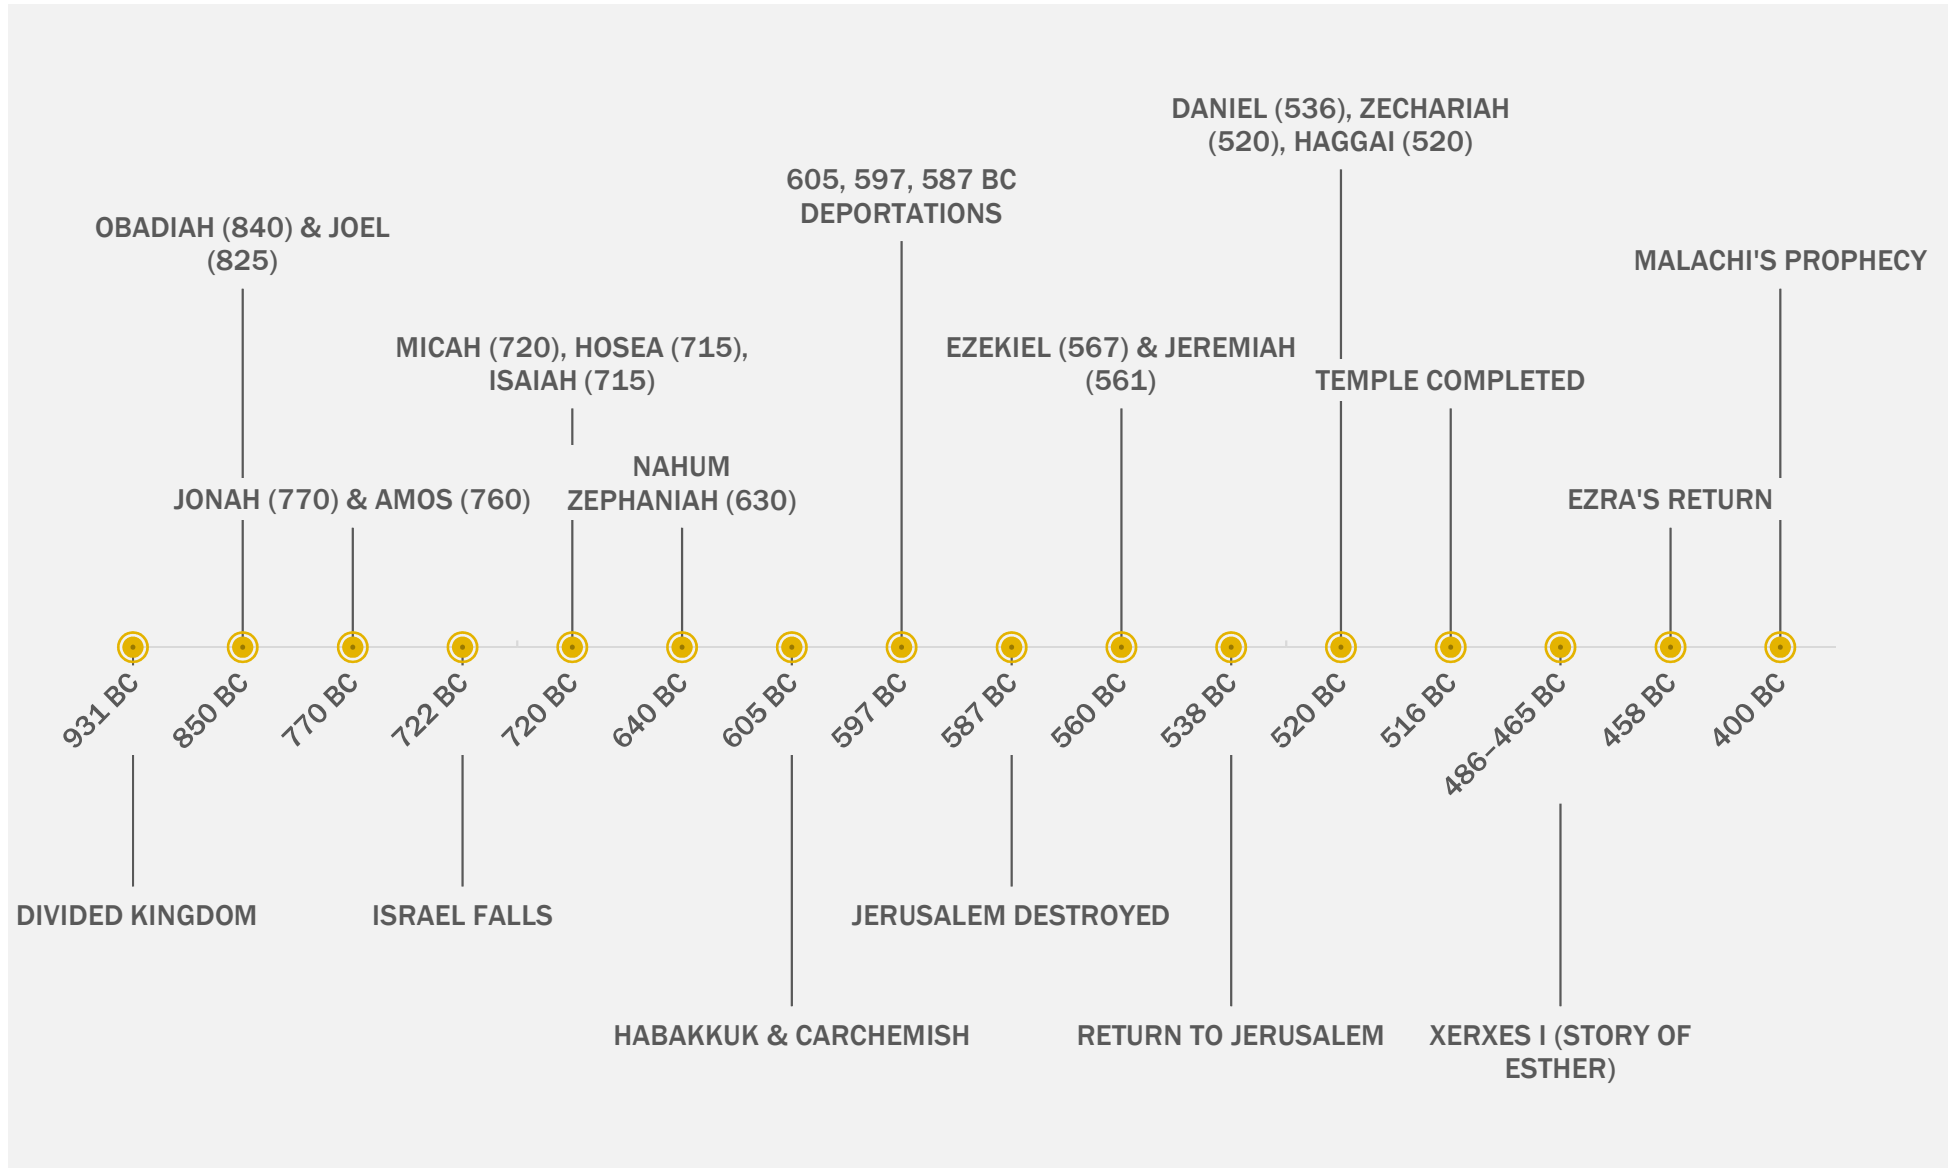 DANIEL (536), ZECHARIAH
(520), HAGGAI (520)
605, 597, 587 BC
DEPORTATIONS
OBADIAH (840) & JOEL
(825)
MALACHI'S PROPHECY
MICAH (720), HOSEA (715),
ISAIAH (715)
EZEKIEL (567) & JEREMIAH
(561)
TEMPLE COMPLETED
NAHUM
ZEPHANIAH (630)
JONAH (770) & AMOS (760)
EZRA'S RETURN
931 BC
850 BC
770 BC
722 BC
720 BC
640 BC
605 BC
597 BC
587 BC
560 BC
538 BC
520 BC
516 BC
486–465 BC
458 BC
400 BC
DIVIDED KINGDOM
ISRAEL FALLS
JERUSALEM DESTROYED
HABAKKUK & CARCHEMISH
RETURN TO JERUSALEM
XERXES I (STORY OF
ESTHER)